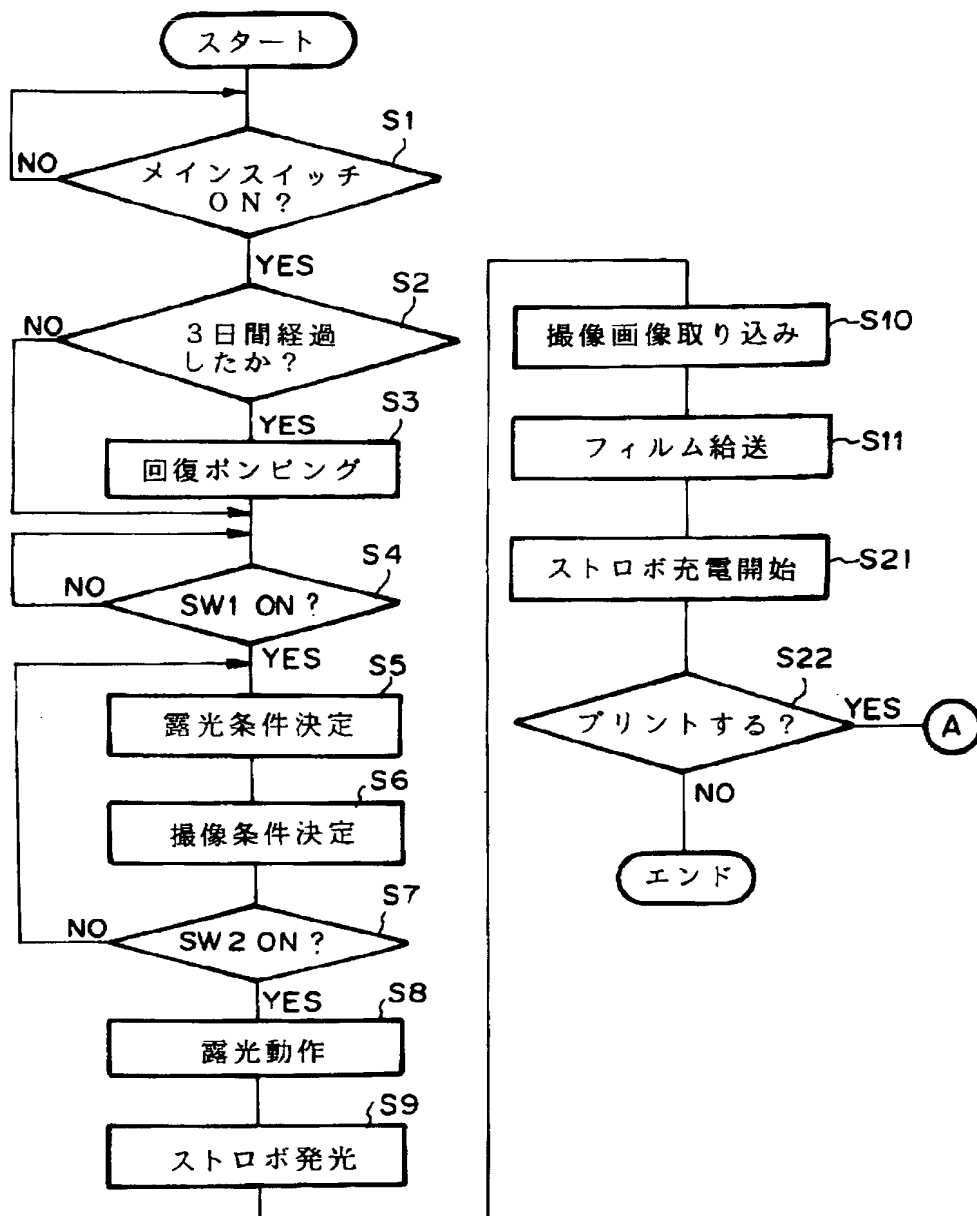 スタート
S1
NO
メインスイッチ
ON?
YES
S2
NO
3日間経過
したか?
YES
S3
回復ポンピング
S4
NO
SW1 ON?
YES
S5
露光条件決定
S6
撮像条件決定
S7
NO
SW2 ON?
YES
S8
露光動作
S9
ストロボ発光
撮像画像取り込み
S10
フィルム給送
S11
ストロボ充電開始
S21
S22
プリントする?
YES
A
NO
エンド